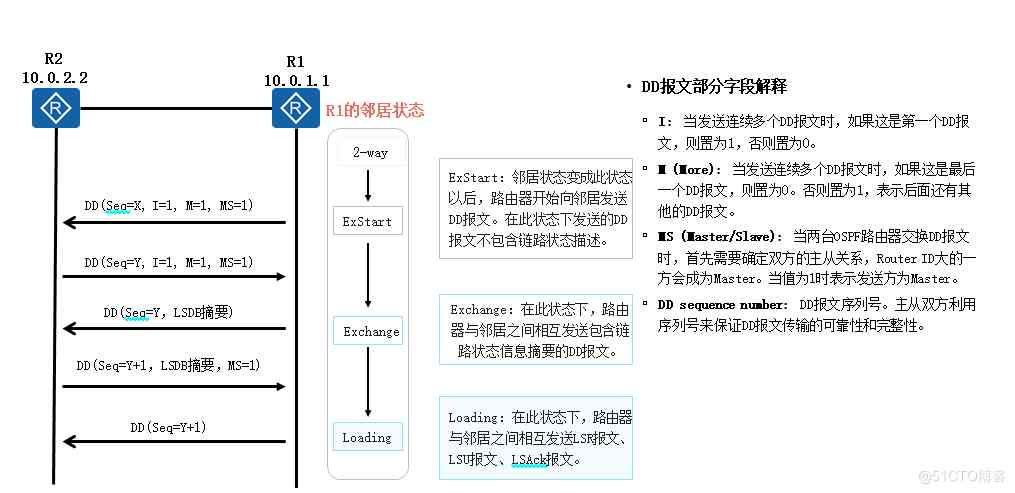 R2
10.0.2.2
R1
10.0.1.1
R1的邻居状态
2-way
ExStart
Exchange
Loading
DD(Seq=X, I=1, M=1, MS=1)
DD(Seq=Y, I=1, M=1, MS=1)
DD(Seq=Y, LSDB摘要)
DD(Seq=Y+1, LSDB摘要, MS=1)
DD(Seq=Y+1)
ExStart: 邻居状态变成此状态
以后，路由器开始向邻居发送
DD报文。在此状态下发送的DD
报文不包含链路状态描述。
Exchange: 在此状态下，路由
器与邻居之间相互发送包含链
路状态信息摘要的DD报文。
Loading: 在此状态下，路由器
与邻居之间相互发送LSR报文、
LSU报文、LSAck报文。
• DD报文部分字段解释
▫ I: 当发送连续多个DD报文时，如果这是第一个DD报
文，则置为1，否则置为0。
▫ M (More): 当发送连续多个DD报文时，如果这是最后
一个DD报文，则置为0。否则置为1，表示后面还有其
他的DD报文。
▫ MS (Master/Slave): 当两台OSPF路由器交换DD报文
时，首先需要确定双方的主从关系，Router ID大的一
方会成为Master。当值为1时表示发送方为Master。
▫ DD sequence number: DD报文序列号。主从双方利用
序列号来保证DD报文传输的可靠性和完整性。
@51CTO博客